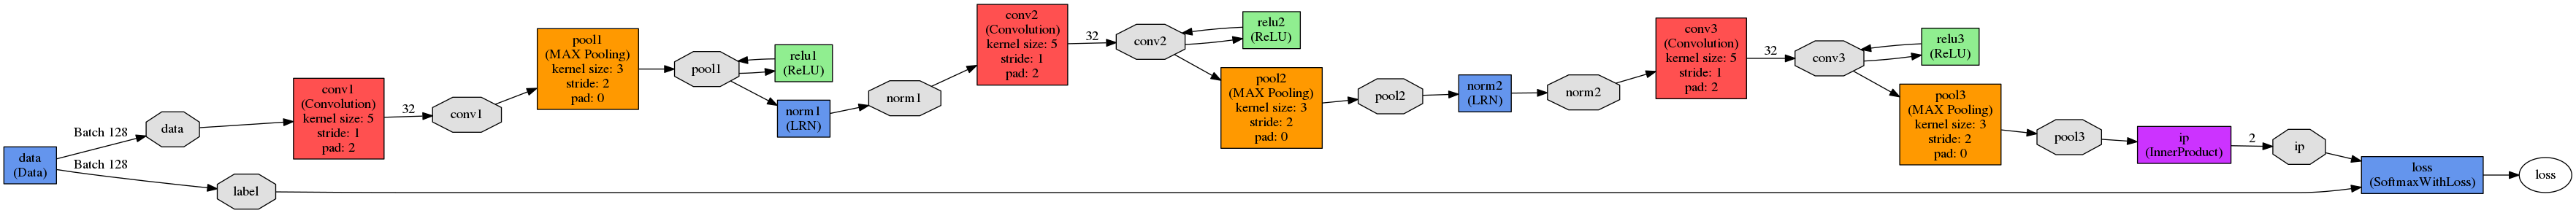 data
(Data)
Batch 128
Batch 128
data
label
conv1
(Convolution)
kernel size: 5
stride: 1
pad: 2
32
conv1
pool1
(MAX Pooling)
kernel size: 3
stride: 2
pad: 0
pool1
relu1
(ReLU)
norm1
(LRN)
norm1
conv2
(Convolution)
kernel size: 5
stride: 1
pad: 2
32
conv2
relu2
(ReLU)
pool2
(MAX Pooling)
kernel size: 3
stride: 2
pad: 0
pool2
norm2
(LRN)
norm2
conv3
(Convolution)
kernel size: 5
stride: 1
pad: 2
32
conv3
relu3
(ReLU)
pool3
(MAX Pooling)
kernel size: 3
stride: 2
pad: 0
pool3
ip
(InnerProduct)
2
ip
loss
(SoftmaxWithLoss)
loss